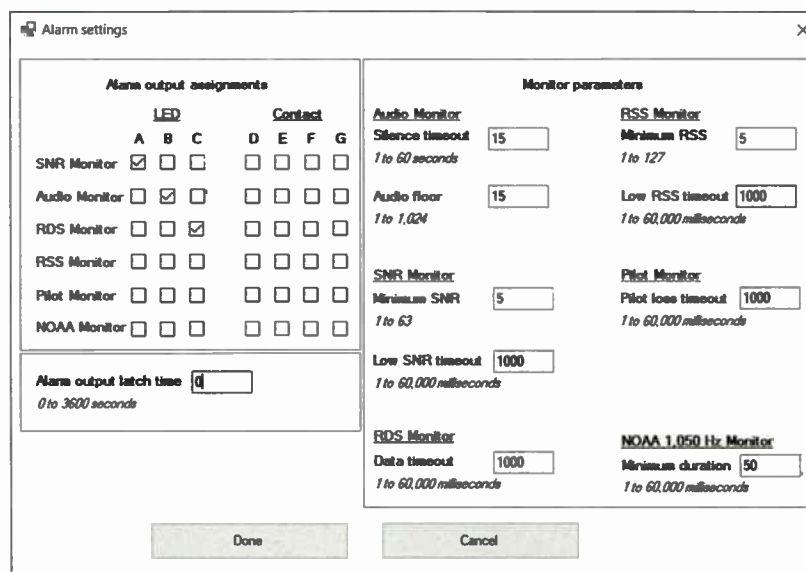 Alarm settings
Alarm output assignments
LED Contact
A B C D E F G
SNR Monitor
Audio Monitor
RDS Monitor
RSS Monitor
Pilot Monitor
NOAA Monitor
Alarm output latch time 0
0 to 3600 seconds
Monitor parameters
Audio Monitor
Silence timeout 15
1 to 60 seconds
Audio floor 15
1 to 1,024
SNR Monitor
Minimum SNR 5
1 to 63
Low SNR timeout 1000
1 to 60,000 milliseconds
RDS Monitor
Data timeout 1000
1 to 60,000 milliseconds
RSS Monitor
Minimum RSS 5
1 to 127
Low RSS timeout 1000
1 to 60,000 milliseconds
Pilot Monitor
Pilot loss timeout 1000
1 to 60,000 milliseconds
NOAA 1,050 Hz Monitor
Minimum duration 50
1 to 60,000 milliseconds
Done Cancel